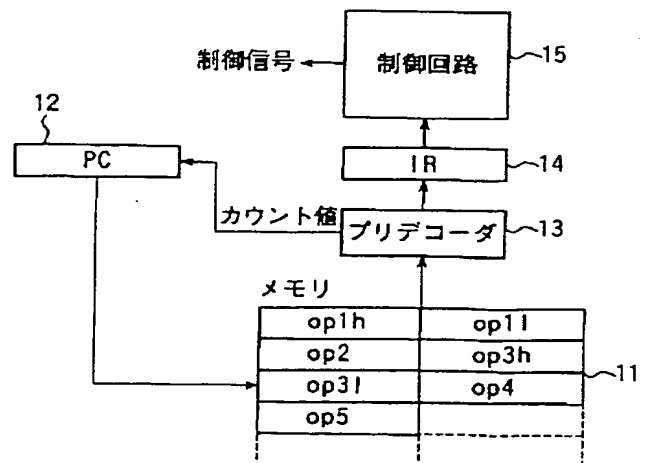 制御信号
制御回路
15
12
PC
IR
14
カウント値
プリデコーダ
13
メモリ
op1h
op1l
op2
op3h
op3l
op4
11
op5